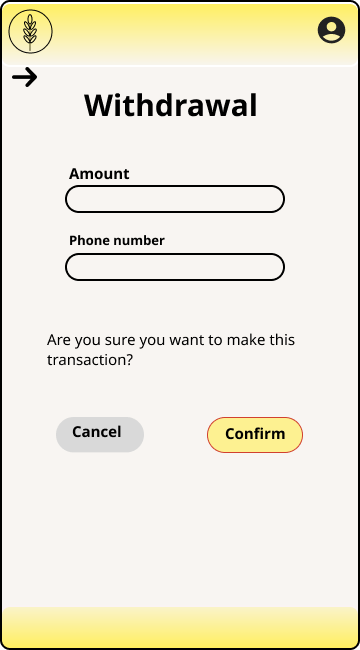 Withdrawal
Amount
Phone number
Are you sure you want to make this
transaction?
Cancel
Confirm